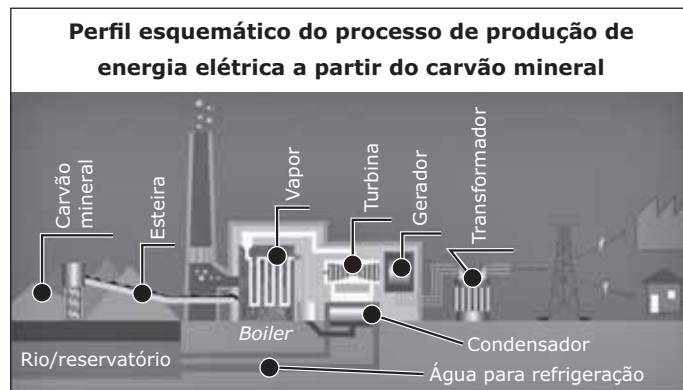 Perfil esquemático do processo de produção de
energia elétrica a partir do carvão mineral
Carvão
mineral
Esteira
Vapor
Turbina
Gerador
Transformador
Boiler
Condensador
Rio/reservatório
Água para refrigeração